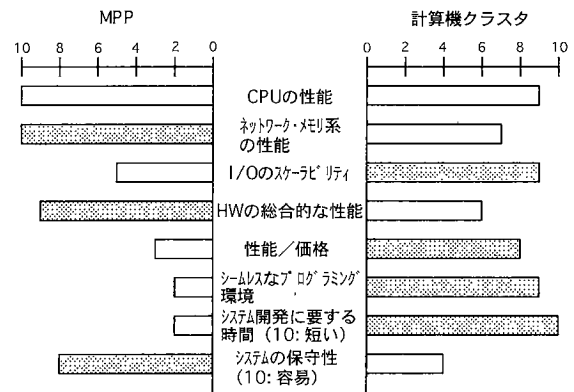 MPP
計算機クラスタ
10 8 6 4 2 0
0 2 4 6 8 10
CPUの性能
ネットワーク・メモリ系
の性能
I/Oのスケーラビリティ
HWの総合的な性能
性能／価格
シームレスなプログラミング
環境
システム開発に要する
時間（10: 短い）
システムの保守性
（10: 容易）